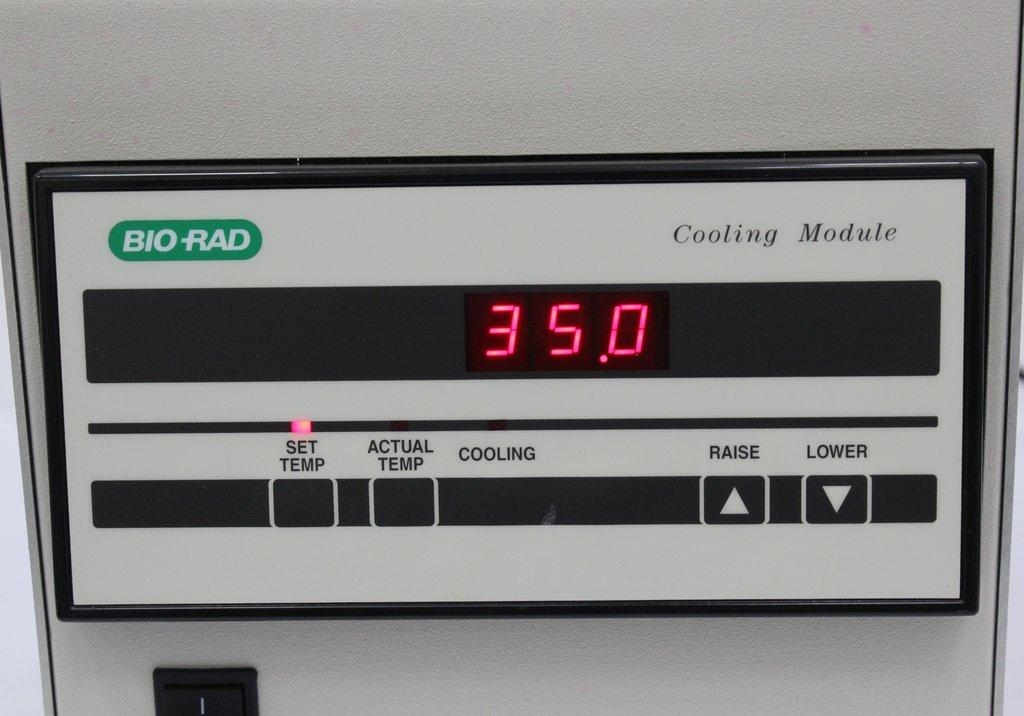 BIO-RAD
Cooling Module
35.0
SET
TEMP
ACTUAL
TEMP
COOLING
RAISE
LOWER